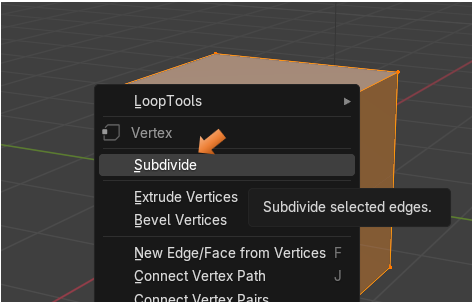 LoopTools
Vertex
Subdivide
Extrude Vertices
Subdivide selected edges.
Bevel Vertices
New Edge/Face from Vertices F
Connect Vertex Path J
Connect Vertex Pairs